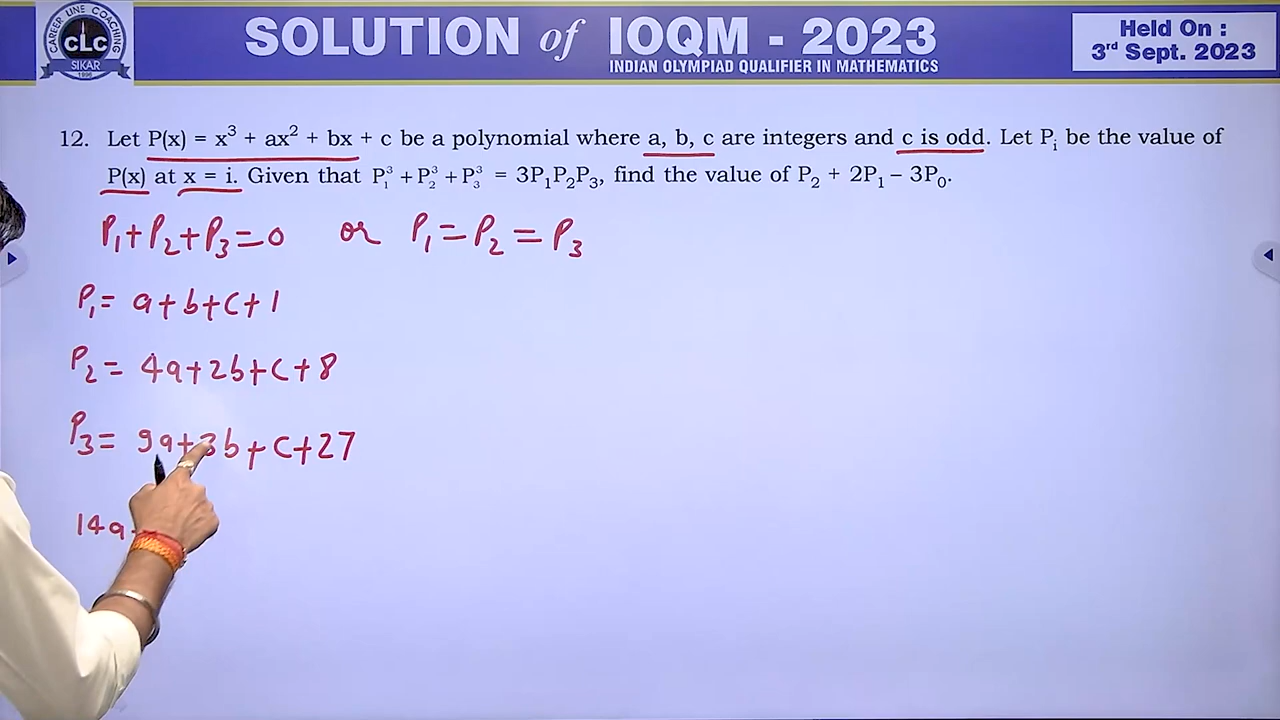 CAREER LINE COACHING
CLC
SIKAR
1996
SOLUTION of IOQM - 2023
INDIAN OLYMPIAD QUALIFIER IN MATHEMATICS
Held On :
3rd Sept. 2023
12. Let P(x) = x³ + ax² + bx + c be a polynomial where a, b, c are integers and c is odd. Let Pᵢ be the value of
P(x) at x = i. Given that P₁³ + P₂³ + P₃³ = 3P₁P₂P₃, find the value of P₂ + 2P₁ − 3P₀.
P₁+P₂+P₃=0 or P₁=P₂=P₃
P₁= a+b+c+1
P₂= 4a+2b+c+8
P₃= 9a+3b+c+27
14a